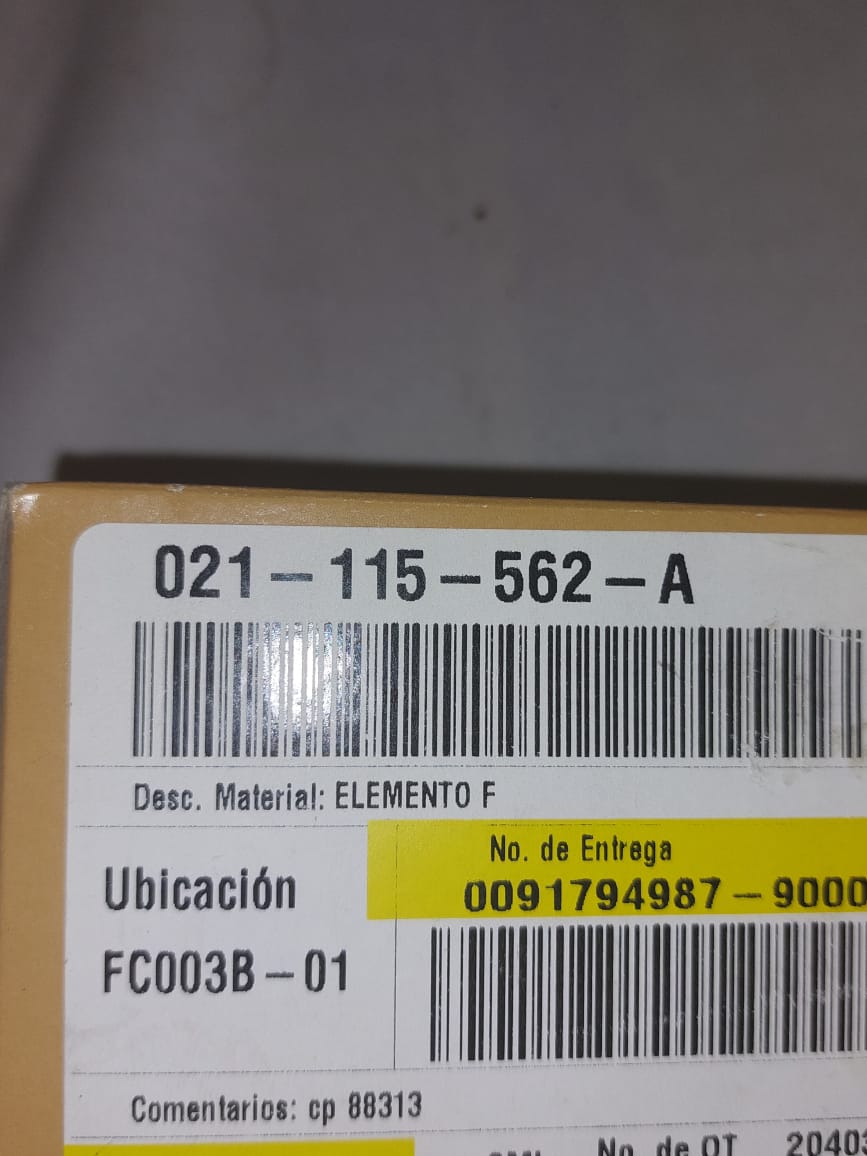 021-115-562-A
Desc. Material: ELEMENTO F
No. de Entrega
0091794987-9000
Ubicación
FC003B-01
Comentarios: cp 88313
No. de OT 20403